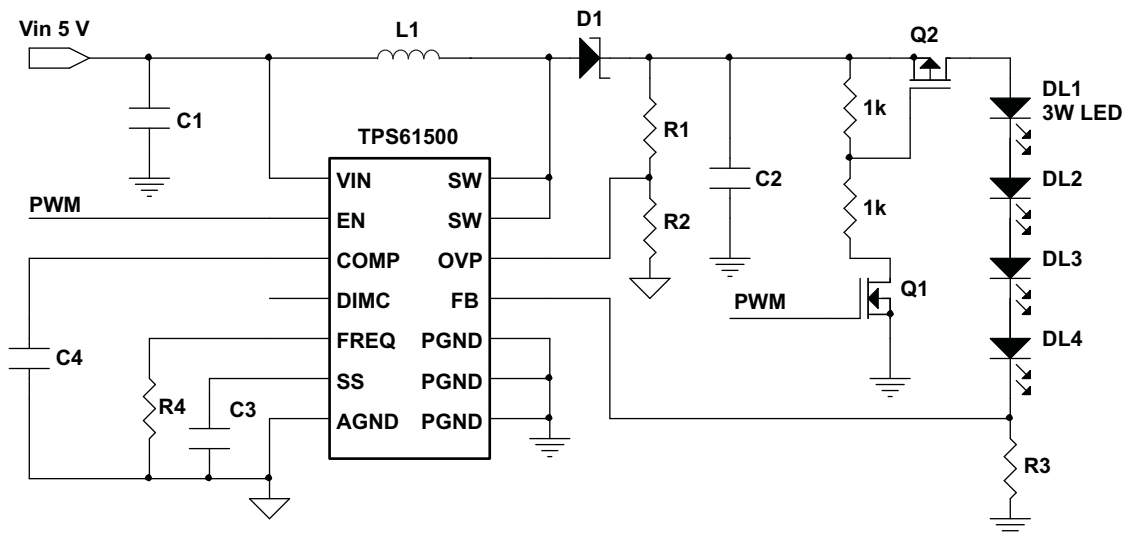 Vin 5 V
L1
D1
Q2
C1
R1
1k
DL1
3W LED
TPS61500
VIN
SW
C2
DL2
PWM
EN
SW
R2
1k
COMP
OVP
DL3
DIMC
FB
PWM
Q1
C4
FREQ
PGND
DL4
R4
SS
PGND
C3
AGND
PGND
R3